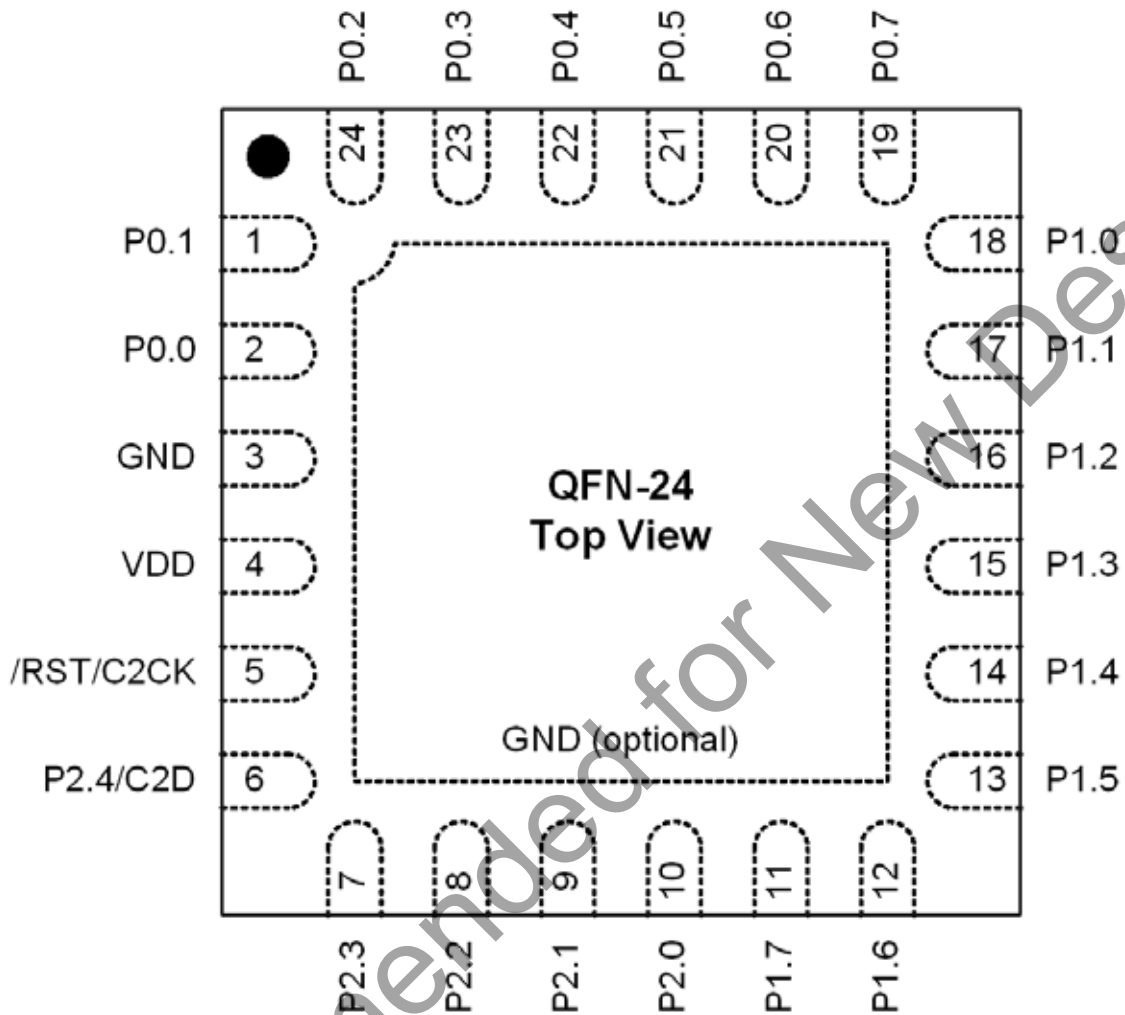 P0.2
P0.3
P0.4
P0.5
P0.6
P0.7
24
23
22
21
20
19
P0.1 1
18 P1.0
P0.0 2
17 P1.1
GND 3
16 P1.2
QFN-24
Top View
VDD 4
15 P1.3
/RST/C2CK 5
14 P1.4
GND (optional)
P2.4/C2D 6
13 P1.5
7
8
9
10
11
12
P2.3
P2.2
P2.1
P2.0
P1.7
P1.6
mended for New Des